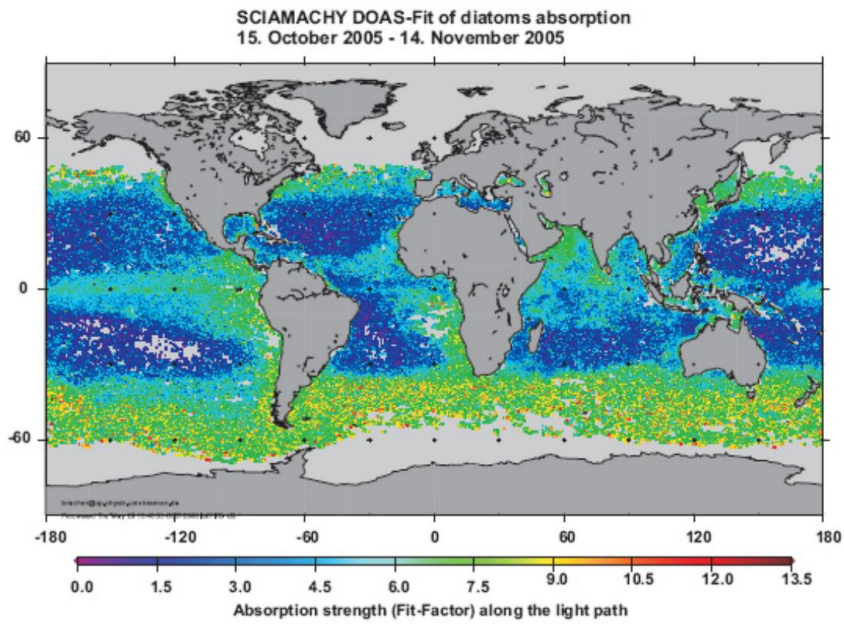 SCIAMACHY DOAS-Fit of diatoms absorption
15. October 2005 - 14. November 2005
60
0
-60
-180 -120 -60 0 60 120 180
0.0 1.5 3.0 4.5 6.0 7.5 9.0 10.5 12.0 13.5
Absorption strength (Fit-Factor) along the light path